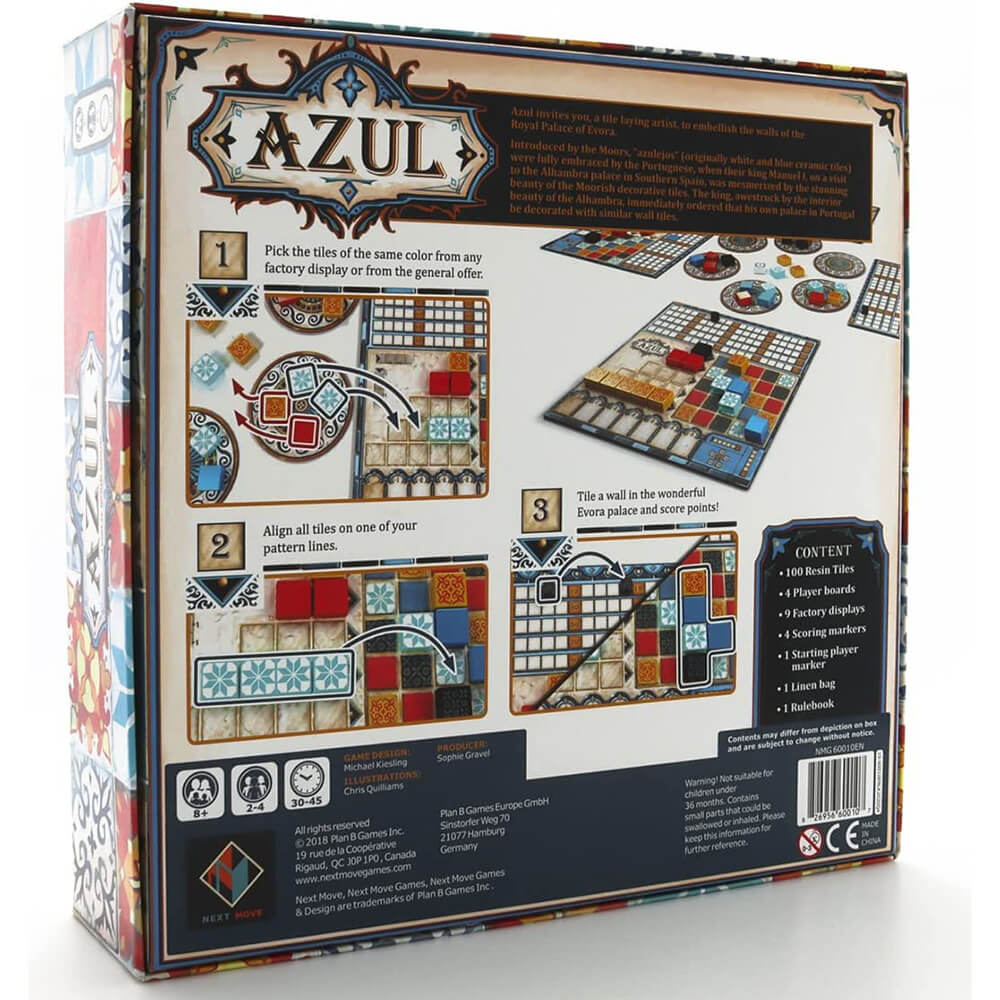 AZUL
Azul invites you, a tile laying artist, to embellish the walls of the
Royal Palace of Evora.
Introduced by the Moors, "azulejos" (originally white and blue ceramic tiles)
were fully embraced by the Portuguese, when their king Manuel I, on a visit
to the Alhambra palace in Southern Spain, was mesmerized by the stunning
beauty of the Moorish decorative tiles. The king, awestruck by the interior
beauty of the Alhambra, immediately ordered that his own palace in Portugal
be decorated with similar wall tiles.
1
Pick the tiles of the same color from any
factory display or from the general offer.
AZUL
2
Align all tiles on one of your
pattern lines.
3
Tile a wall in the wonderful
Evora palace and score points!
CONTENT
• 100 Resin Tiles
• 4 Player boards
• 9 Factory displays
• 4 Scoring markers
• 1 Starting player
marker
• 1 Linen bag
• 1 Rulebook
Contents may differ from depiction on box
and are subject to change without notice.
NMG 60010EN
8+
2-4
30-45
GAME DESIGN:
Michael Kiesling
ILLUSTRATIONS:
Chris Quilliams
PRODUCER:
Sophie Gravel
All rights reserved
© 2018 Plan B Games Inc.
19 rue de la Coopérative
Rigaud, QC J0P 1P0, Canada
www.nextmovegames.com
Plan B Games Europe GmbH
Sinstorfer Weg 70
21077 Hamburg
Germany
Next Move, Next Move Games, Next Move Games
& Design are trademarks of Plan B Games Inc.
NEXT MOVE
Warning! Not suitable for
children under
36 months. Contains
small parts that could be
swallowed or inhaled. Please
keep this information for
further reference.
8 26956 60010 7
0-3
CE
MADE
IN
CHINA
AZUL